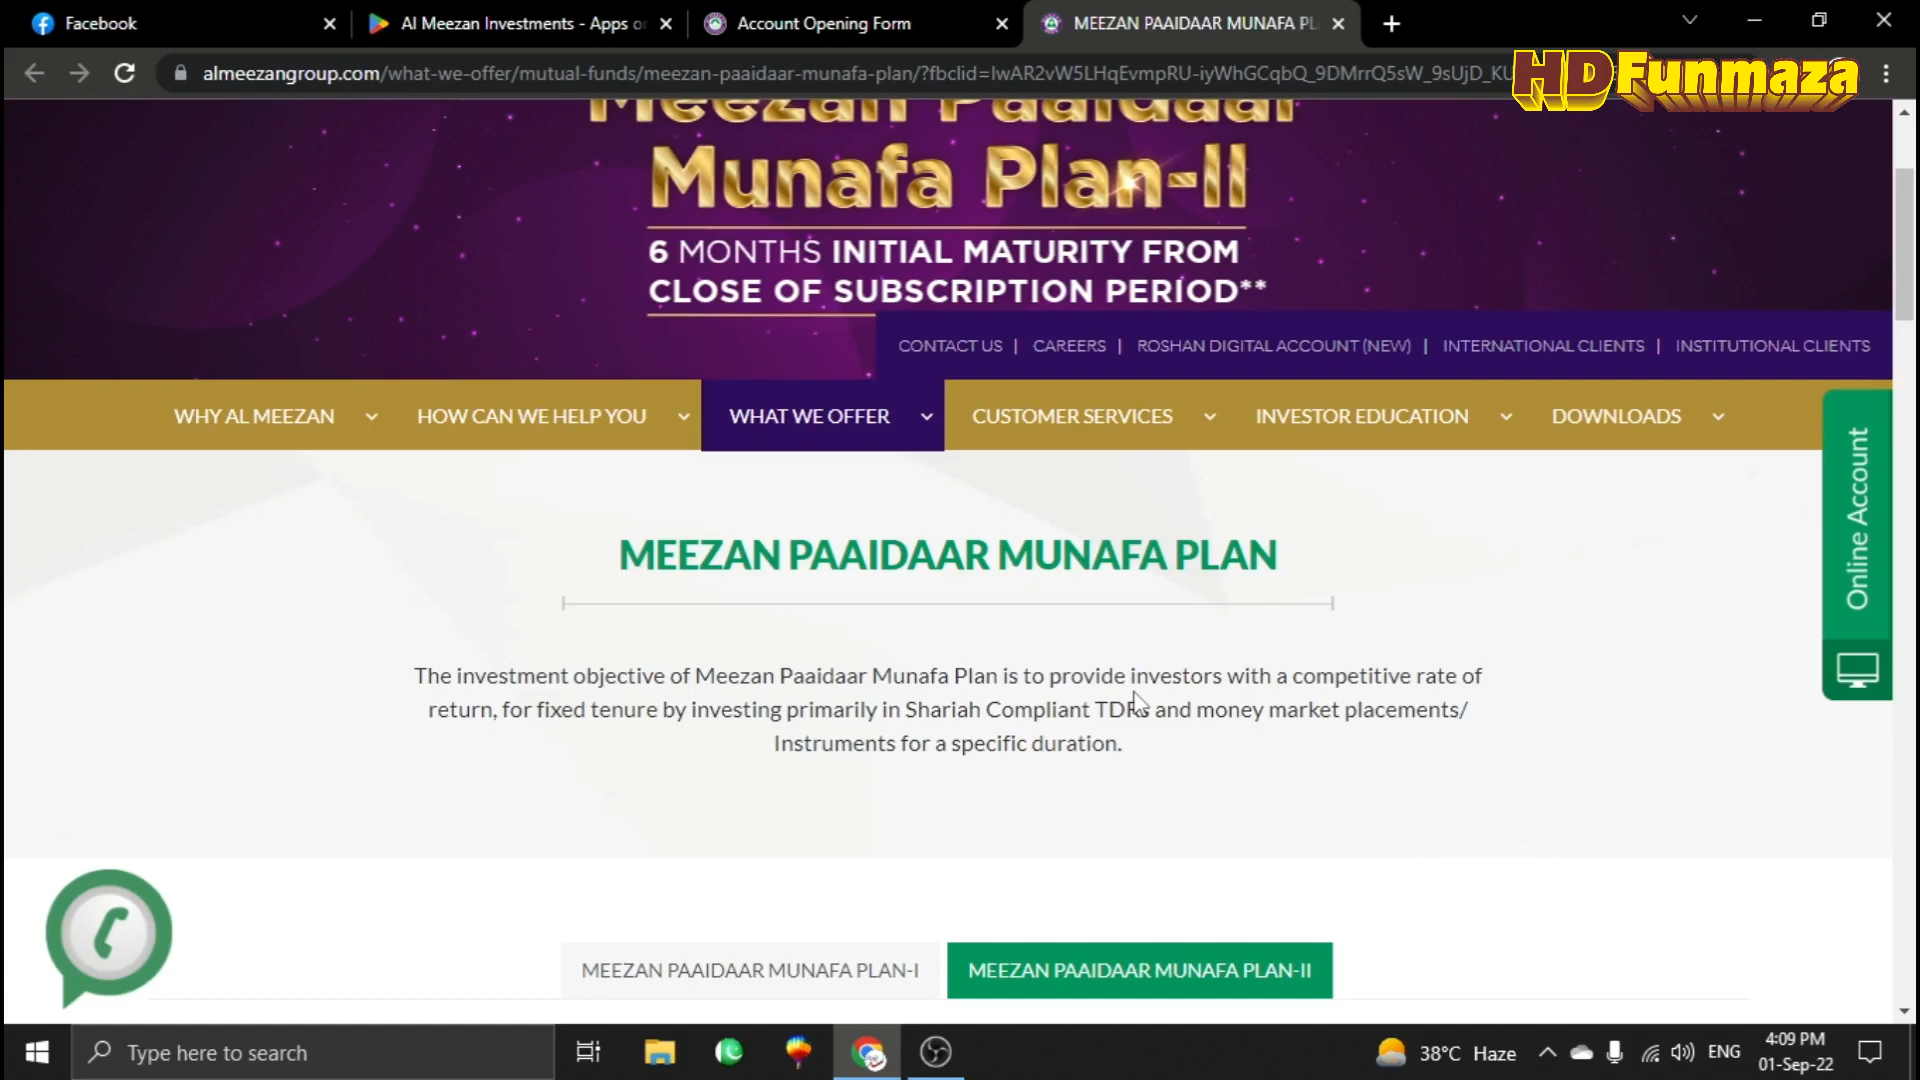 Facebook
Al Meezan Investments - Apps o
Account Opening Form
MEEZAN PAAIDAAR MUNAFA PL
almeezangroup.com/what-we-offer/mutual-funds/meezan-paaidaar-munafa-plan/?fbclid=IwAR2vW5LHqEvmpRU-iyWhGCqbQ_9DMrrQ5sW_9sUjD_KU
HDFunmaza
Meezan Paaidaar
Munafa Plan-II
6 MONTHS INITIAL MATURITY FROM
CLOSE OF SUBSCRIPTION PERIOD**
CONTACT US | CAREERS | ROSHAN DIGITAL ACCOUNT (NEW) | INTERNATIONAL CLIENTS | INSTITUTIONAL CLIENTS
WHY AL MEEZAN HOW CAN WE HELP YOU WHAT WE OFFER CUSTOMER SERVICES INVESTOR EDUCATION DOWNLOADS
Online Account
MEEZAN PAAIDAAR MUNAFA PLAN
The investment objective of Meezan Paaidaar Munafa Plan is to provide investors with a competitive rate of
return, for fixed tenure by investing primarily in Shariah Compliant TDRs and money market placements/
Instruments for a specific duration.
MEEZAN PAAIDAAR MUNAFA PLAN-I
MEEZAN PAAIDAAR MUNAFA PLAN-II
Type here to search
38°C Haze
ENG
4:09 PM
01-Sep-22